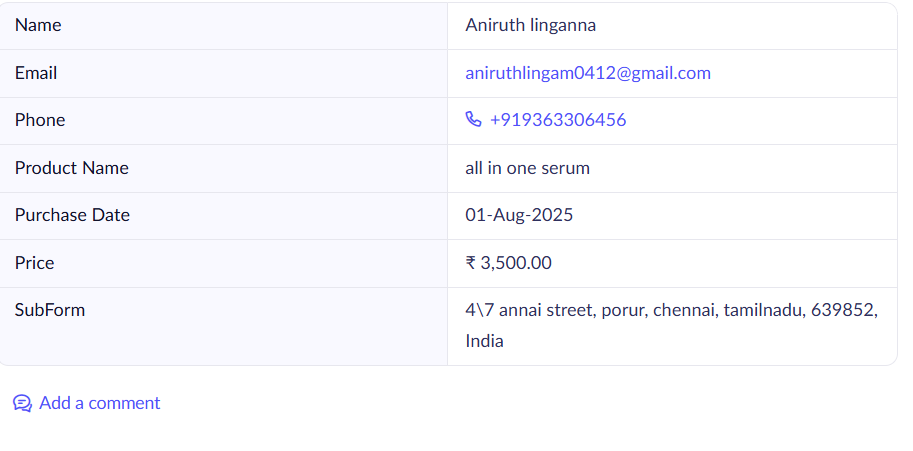 Name Aniruth linganna
Email aniruthlingam0412@gmail.com
Phone +919363306456
Product Name all in one serum
Purchase Date 01-Aug-2025
Price ₹ 3,500.00
SubForm 4\7 annai street, porur, chennai, tamilnadu, 639852,
India
Add a comment